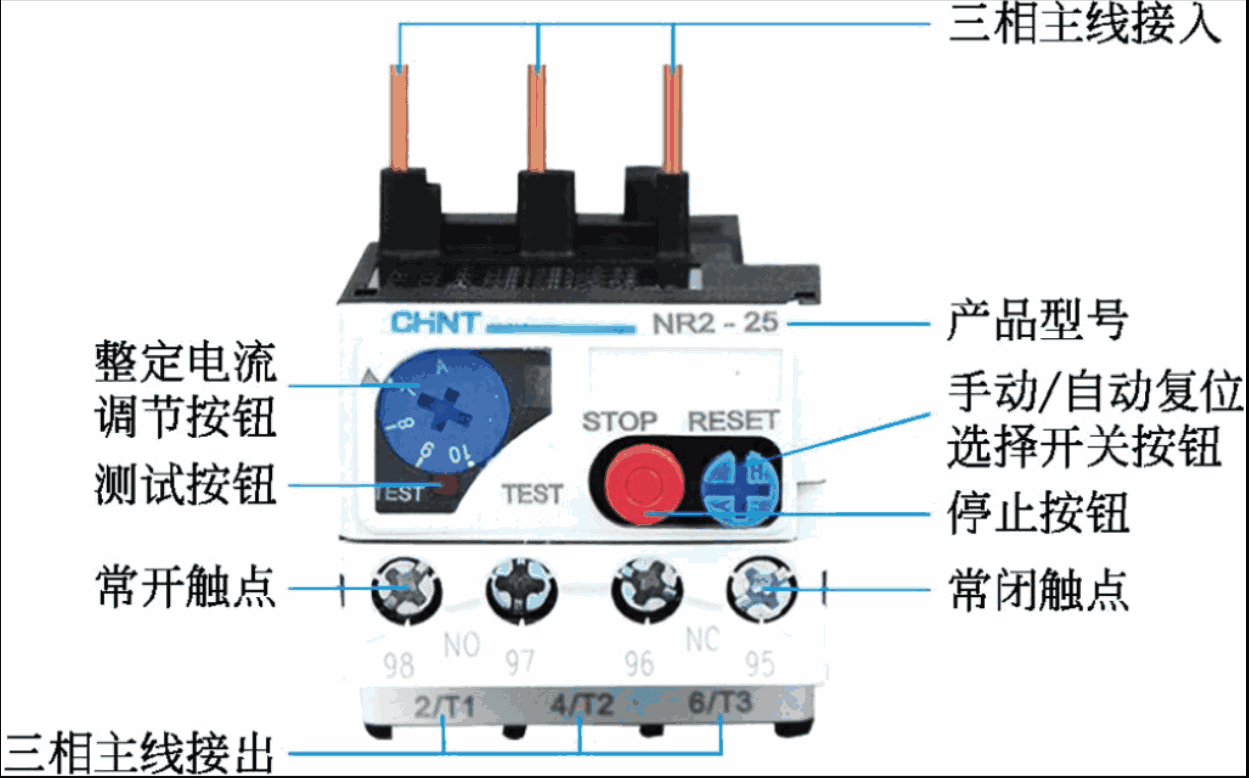 三相主线接入
CHNT NR2 - 25
产品型号
整定电流
调节按钮
7 8 9 10 A
手动/自动复位
选择开关按钮
STOP RESET
测试按钮
TEST
TEST
H A
停止按钮
常开触点
常闭触点
98 NO 97 96 NC 95
2/T1 4/T2 6/T3
三相主线接出